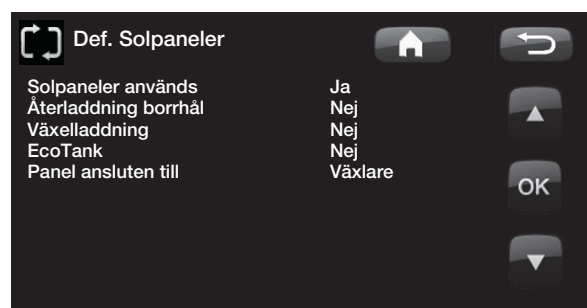 Def. Solpaneler
Solpaneler används Ja
Återladdning borrhål Nej
Växelladdning Nej
EcoTank Nej
Panel ansluten till Växlare
OK